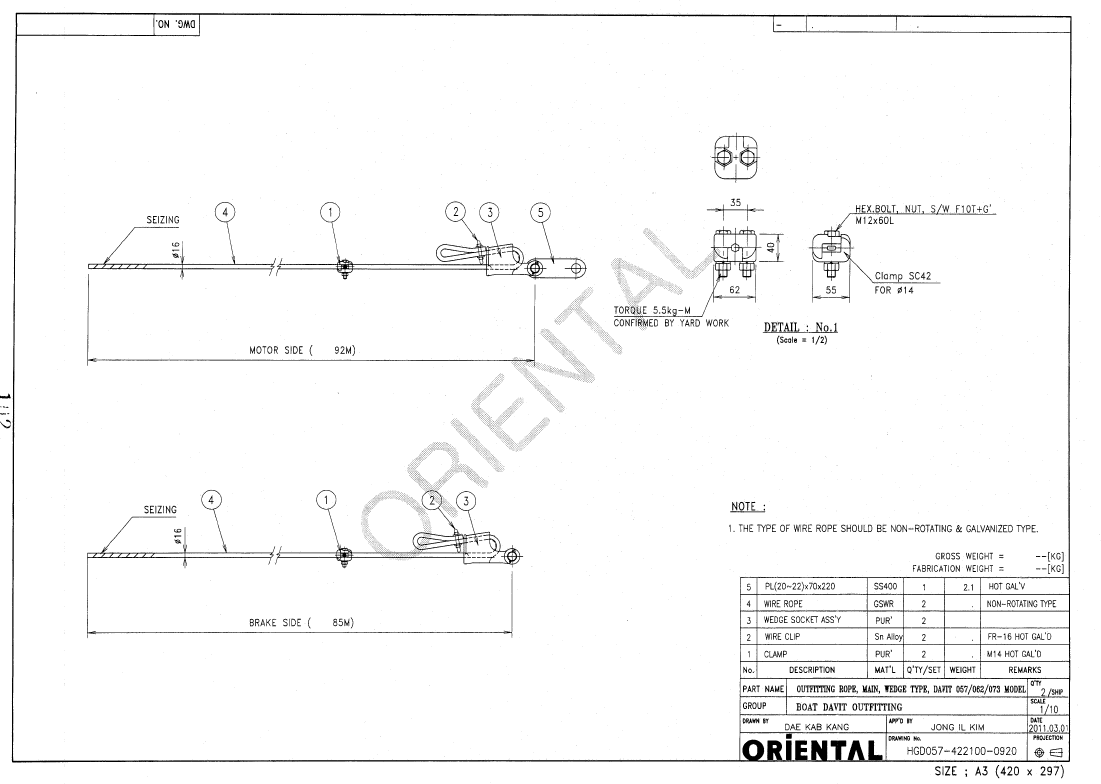 DWG. NO.
–
SEIZING
4
1
2
3
5
ø16
MOTOR SIDE ( 92M)
35
HEX.BOLT, NUT, S/W F10T+G'
M12x60L
40
62
55
Clamp SC42
FOR ø14
TORQUE 5.5kg-M
CONFIRMED BY YARD WORK
DETAIL : No.1
(Scale = 1/2)
ORIENTAL
SEIZING
4
1
2
3
ø16
BRAKE SIDE ( 85M)
NOTE :
1. THE TYPE OF WIRE ROPE SHOULD BE NON-ROTATING & GALVANIZED TYPE.
GROSS WEIGHT = --[KG]
FABRICATION WEIGHT = --[KG]
5 PL(20~22)x70x220 SS400 1 2.1 HOT GAL'V
4 WIRE ROPE GSWR 2 . NON-ROTATING TYPE
3 WEDGE SOCKET ASS'Y PUR' 2
2 WIRE CLIP Sn Alloy 2 . FR-16 HOT GAL'D
1 CLAMP PUR' 2 . M14 HOT GAL'D
No. DESCRIPTION MAT'L Q'TY/SET WEIGHT REMARKS
PART NAME OUTFITTING ROPE, MAIN, WEDGE TYPE, DAVIT 057/062/073 MODEL Q'TY 2/SHIP
GROUP BOAT DAVIT OUTFITTING SCALE 1/10
DRAWN BY DAE KAB KANG APP'D BY JONG IL KIM DATE 2011.03.01
ORiENTAL DRAWING No. HGD057-422100-0920 PROJECTION
SIZE ; A3 (420 x 297)